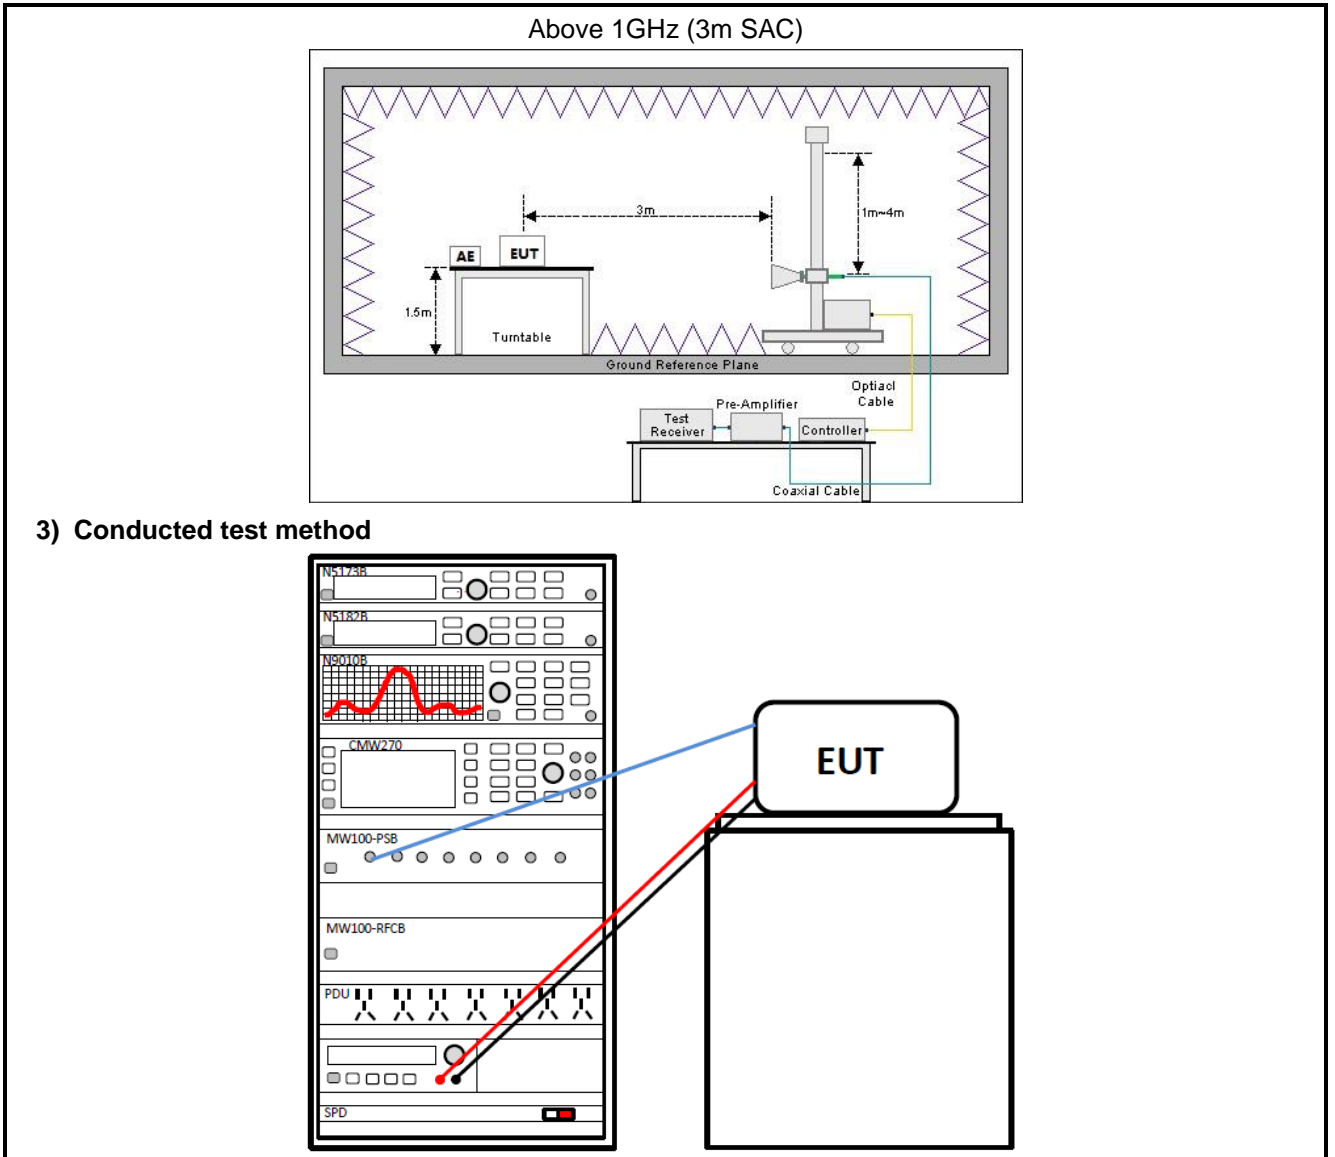 Above 1GHz (3m SAC)
3m
1m~4m
AE
EUT
1.5m
Turntable
Ground Reference Plane
Optiacl
Cable
Pre-Amplifier
Test
Receiver
Controller
Coaxial Cable
3) Conducted test method
N5173B
N5182B
N9010B
CMW270
EUT
MW100-PSB
MW100-RFCB
PDU
SPD